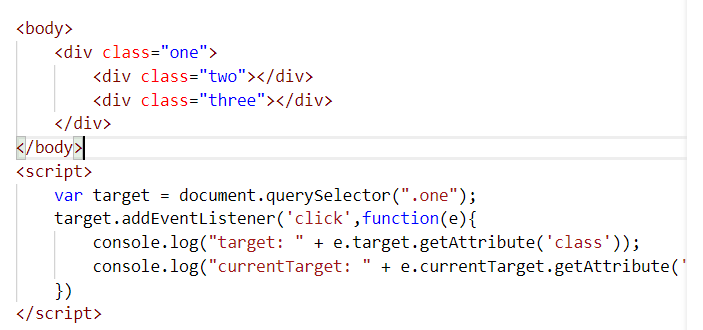 <body>
<div class="one">
<div class="two"></div>
<div class="three"></div>
</div>
</body>
<script>
var target = document.querySelector(".one");
target.addEventListener('click',function(e){
console.log("target: " + e.target.getAttribute('class'));
console.log("currentTarget: " + e.currentTarget.getAttribute('
})
</script>